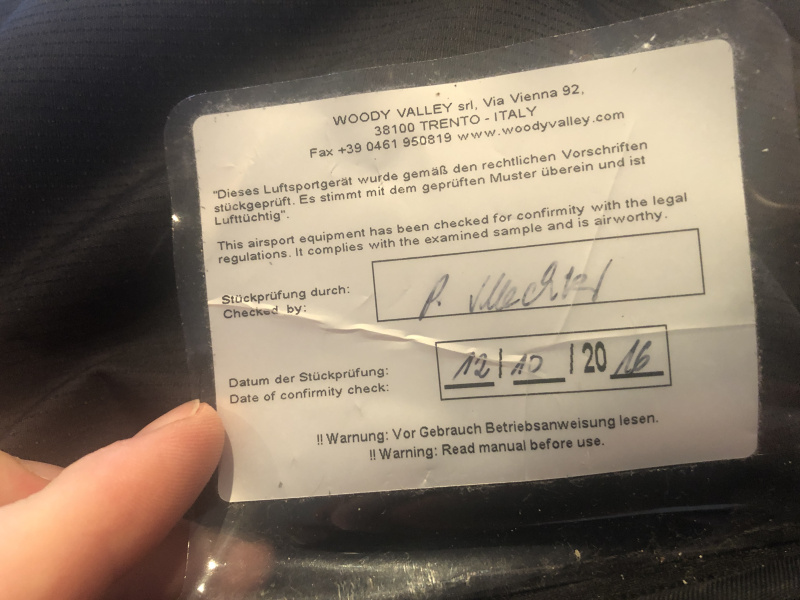 WOODY VALLEY srl, Via Vienna 92,
38100 TRENTO - ITALY
Fax +39 0461 950819 www.woodyvalley.com
"Dieses Luftsportgerät wurde gemäß den rechtlichen Vorschriften
stückgeprüft. Es stimmt mit dem geprüften Muster überein und ist
Lufttüchtig".
This airsport equipment has been checked for confirmity with the legal
regulations. It complies with the examined sample and is airworthy.
Stückprüfung durch:
Checked by:
P.
Datum der Stückprüfung:
Date of confirmity check:
12 | 10 | 20 16
!! Warnung: Vor Gebrauch Betriebsanweisung lesen.
!! Warning: Read manual before use.